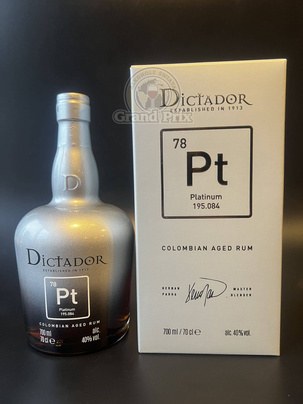 Grand Prix
DICTADOR
ESTABLISHED IN 1913
78
Pt
Platinum
195.084
COLOMBIAN AGED RUM
HERNAN
PARRA
MASTER
BLENDER
700 ml / 70 cl e
alc. 40% vol.
D
DICTADOR
ESTABLISHED IN 1913
78
Pt
Platinum
195.084
COLOMBIAN AGED RUM
700 ml
70 cl e
alc.
40% vol.